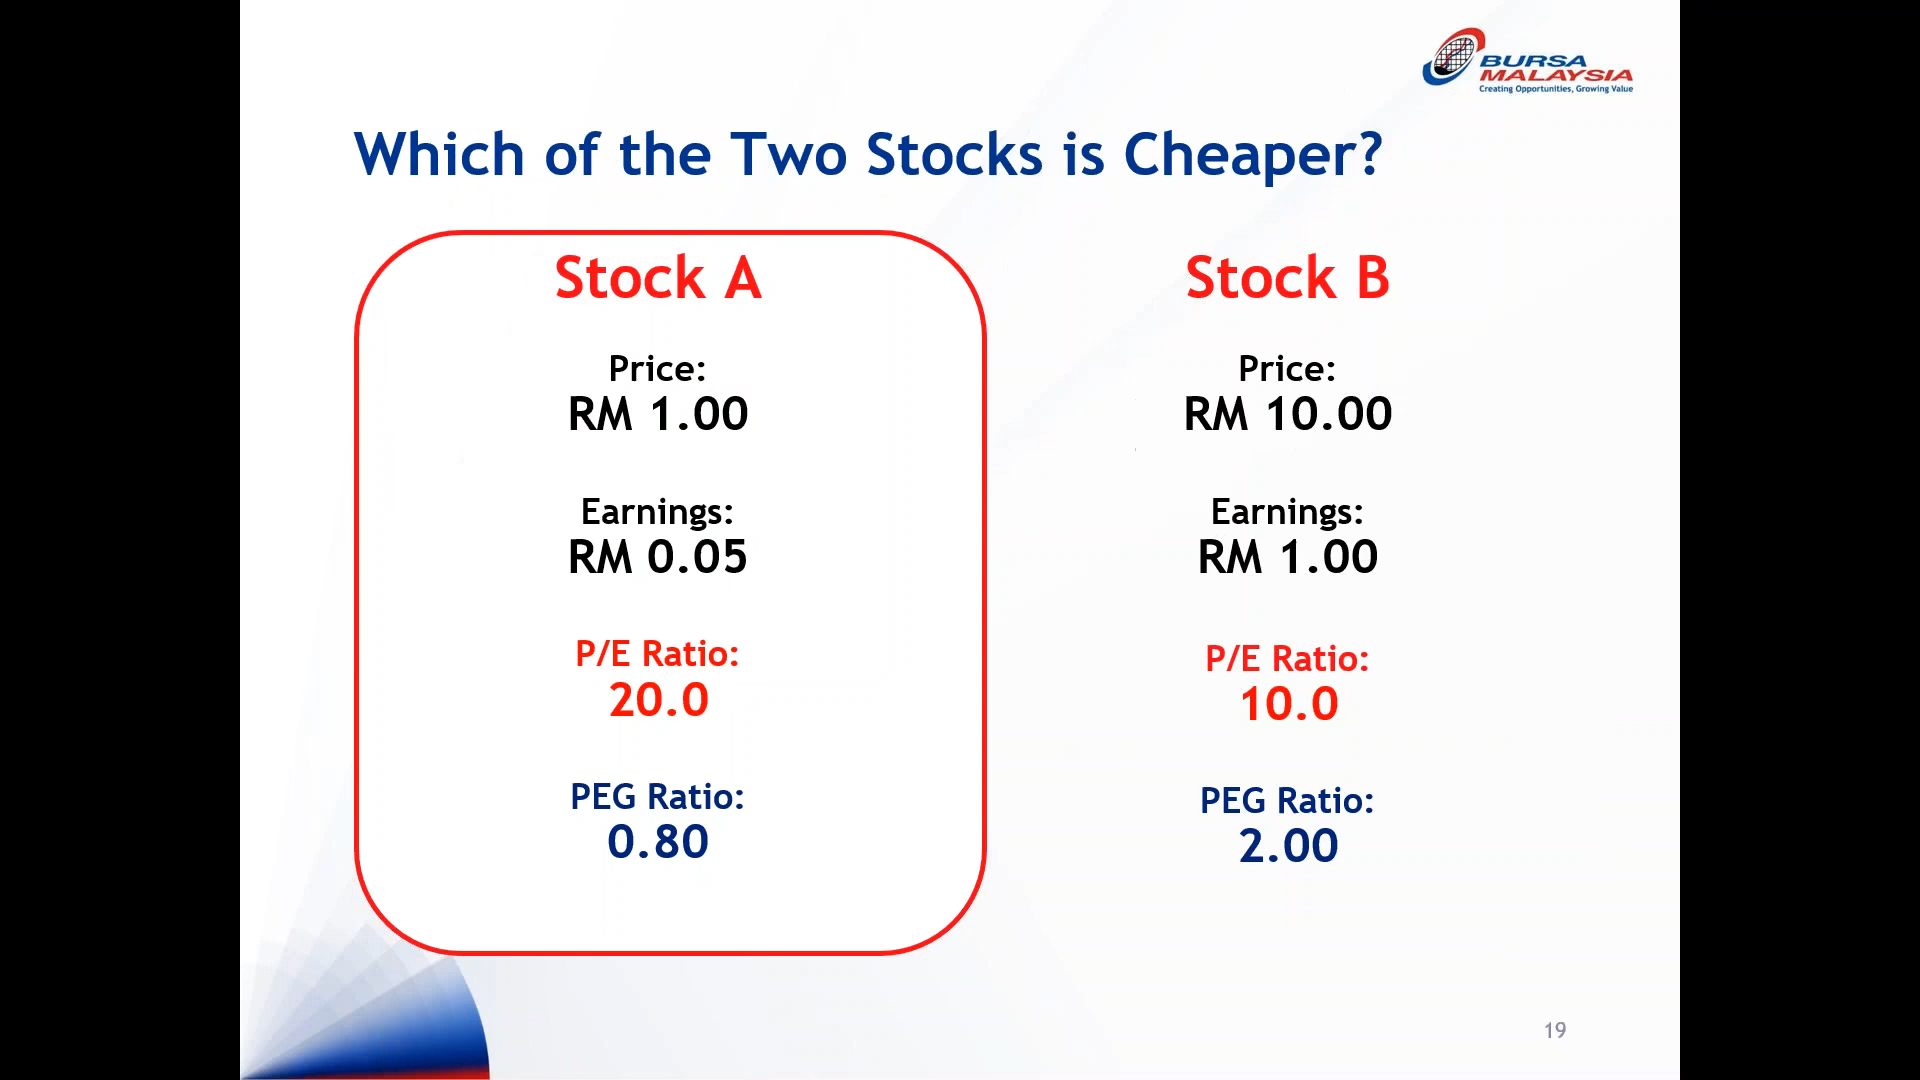 BURSA
MALAYSIA
Creating Opportunities, Growing Value
Which of the Two Stocks is Cheaper?
Stock A
Price:
RM 1.00
Earnings:
RM 0.05
P/E Ratio:
20.0
PEG Ratio:
0.80
Stock B
Price:
RM 10.00
Earnings:
RM 1.00
P/E Ratio:
10.0
PEG Ratio:
2.00
19